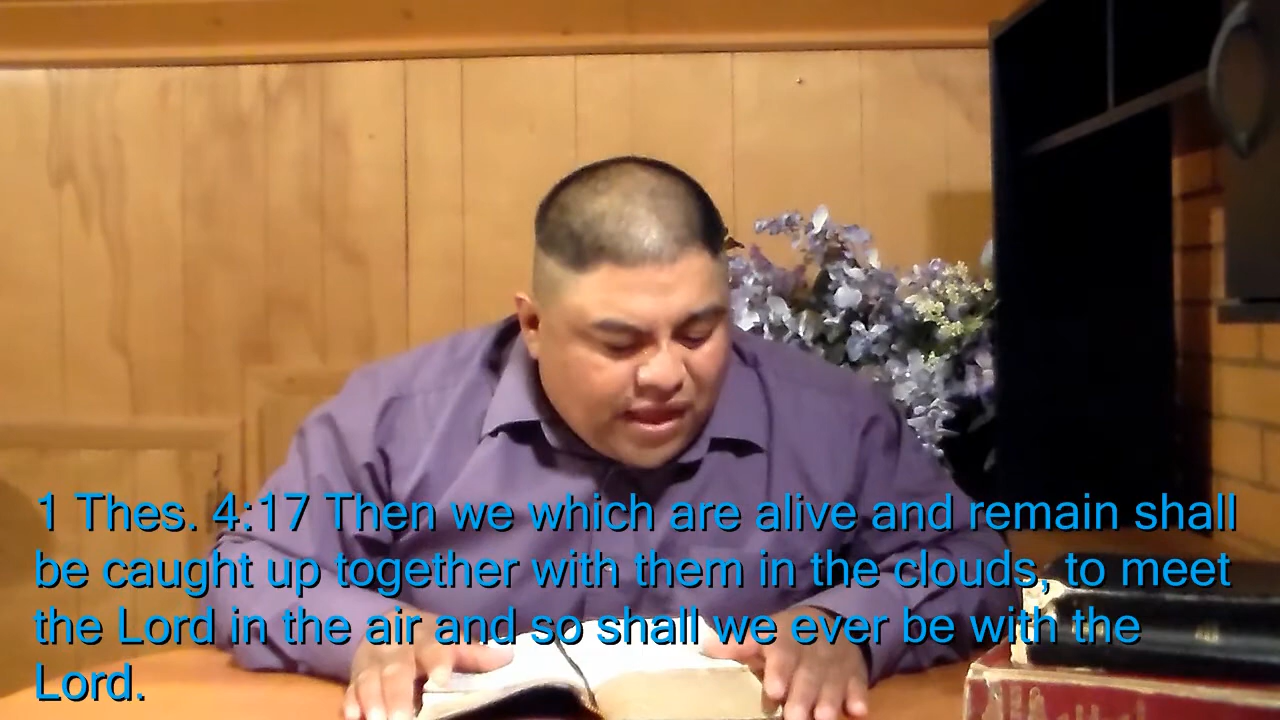 1 Thes. 4:17 Then we which are alive and remain shall
be caught up together with them in the clouds, to meet
the Lord in the air and so shall we ever be with the
Lord.